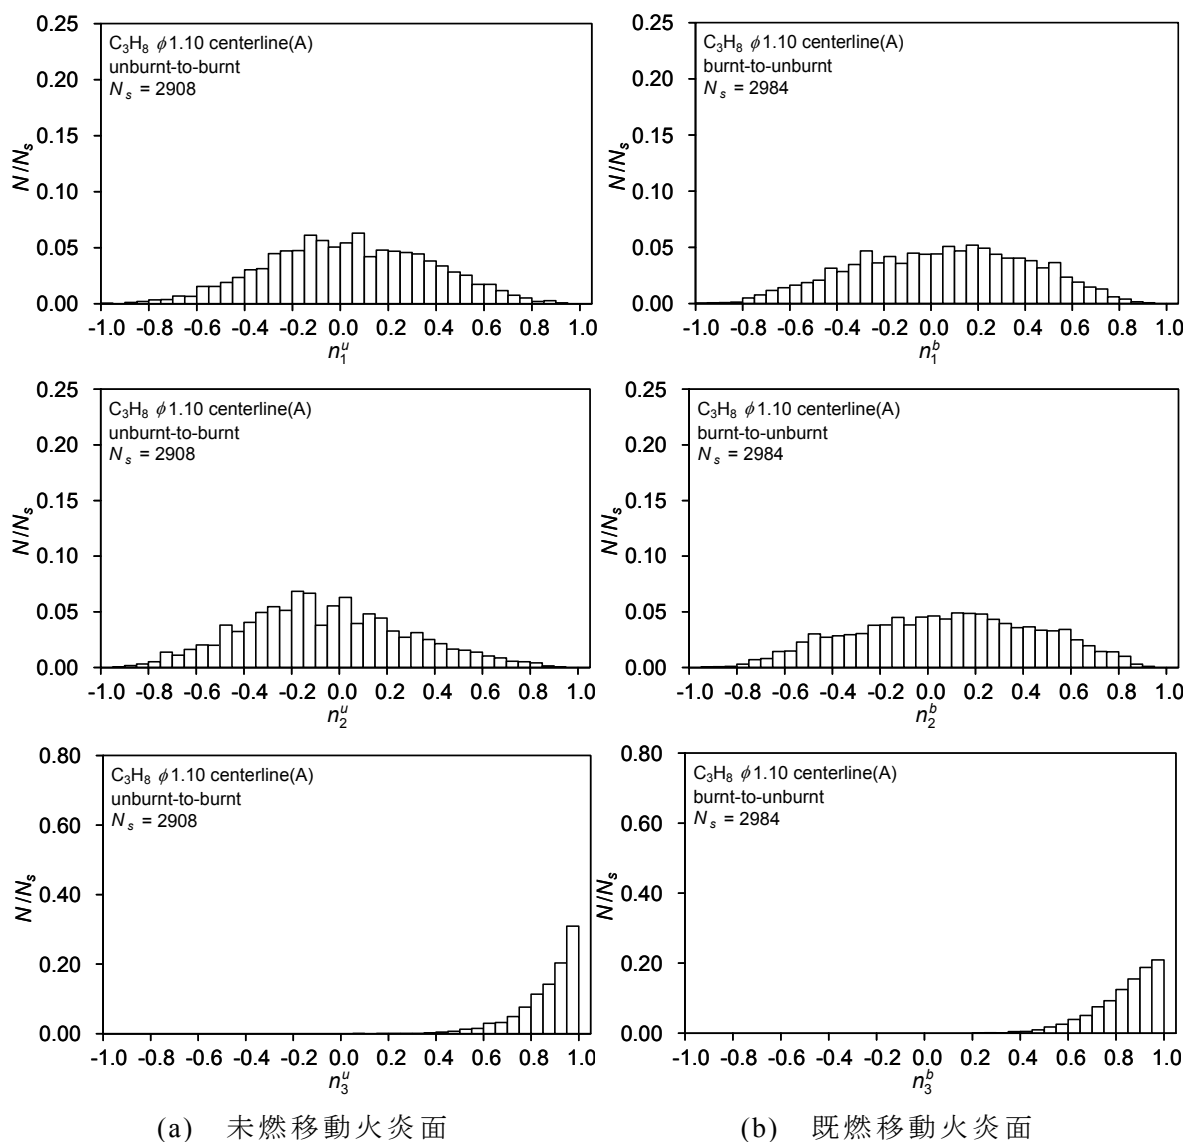 0.25
0.20
0.15
0.10
0.05
0.00
N/Nₛ
C₃H₈ ϕ1.10 centerline(A)
unburnt-to-burnt
Nₛ = 2908
-1.0 -0.8 -0.6 -0.4 -0.2 0.0 0.2 0.4 0.6 0.8 1.0
n₁ᵘ
0.25
0.20
0.15
0.10
0.05
0.00
N/Nₛ
C₃H₈ ϕ1.10 centerline(A)
burnt-to-unburnt
Nₛ = 2984
-1.0 -0.8 -0.6 -0.4 -0.2 0.0 0.2 0.4 0.6 0.8 1.0
n₁ᵇ
0.25
0.20
0.15
0.10
0.05
0.00
N/Nₛ
C₃H₈ ϕ1.10 centerline(A)
unburnt-to-burnt
Nₛ = 2908
-1.0 -0.8 -0.6 -0.4 -0.2 0.0 0.2 0.4 0.6 0.8 1.0
n₂ᵘ
0.25
0.20
0.15
0.10
0.05
0.00
N/Nₛ
C₃H₈ ϕ1.10 centerline(A)
burnt-to-unburnt
Nₛ = 2984
-1.0 -0.8 -0.6 -0.4 -0.2 0.0 0.2 0.4 0.6 0.8 1.0
n₂ᵇ
0.80
0.60
0.40
0.20
0.00
N/Nₛ
C₃H₈ ϕ1.10 centerline(A)
unburnt-to-burnt
Nₛ = 2908
-1.0 -0.8 -0.6 -0.4 -0.2 0.0 0.2 0.4 0.6 0.8 1.0
n₃ᵘ
0.80
0.60
0.40
0.20
0.00
N/Nₛ
C₃H₈ ϕ1.10 centerline(A)
burnt-to-unburnt
Nₛ = 2984
-1.0 -0.8 -0.6 -0.4 -0.2 0.0 0.2 0.4 0.6 0.8 1.0
n₃ᵇ
(a) 未燃移動火炎面
(b) 既燃移動火炎面